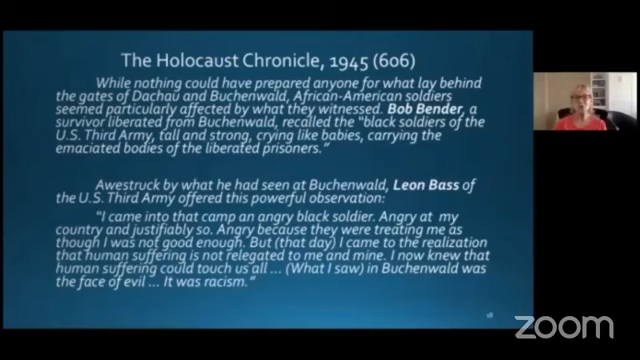 The Holocaust Chronicle, 1945 (606)
While nothing could have prepared anyone for what lay behind
the gates of Dachau and Buchenwald, African-American soldiers
seemed particularly affected by what they witnessed. Bob Bender, a
survivor liberated from Buchenwald, recalled the "black soldiers of the
U.S. Third Army, tall and strong, crying like babies, carrying the
emaciated bodies of the liberated prisoners."
Awestruck by what he had seen at Buchenwald, Leon Bass of
the U.S. Third Army offered this powerful observation:
"I came into that camp an angry black soldier. Angry at my
country and justifiably so. Angry because they were treating me as
though I was not good enough. But (that day) I came to the realization
that human suffering is not relegated to me and mine. I now knew that
human suffering could touch us all ... (What I saw) in Buchenwald was
the face of evil ... It was racism."
zoom